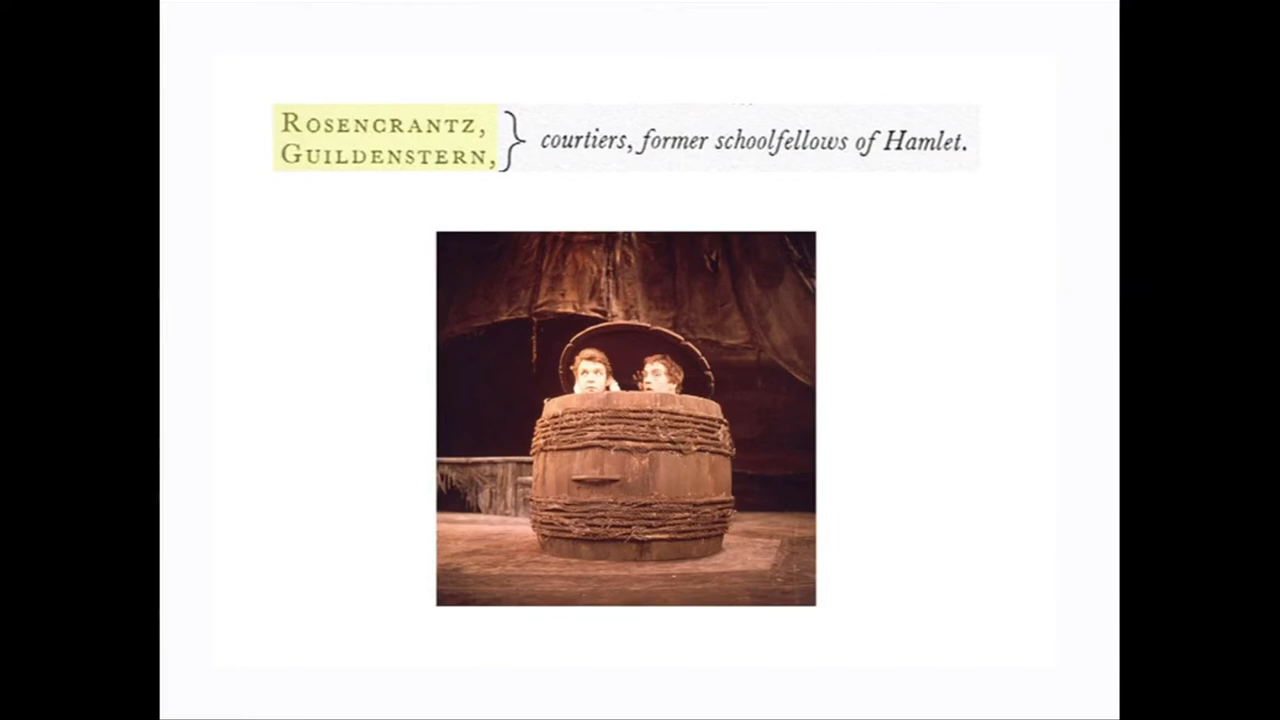 ROSENCRANTZ,
GUILDENSTERN,
} courtiers, former schoolfellows of Hamlet.